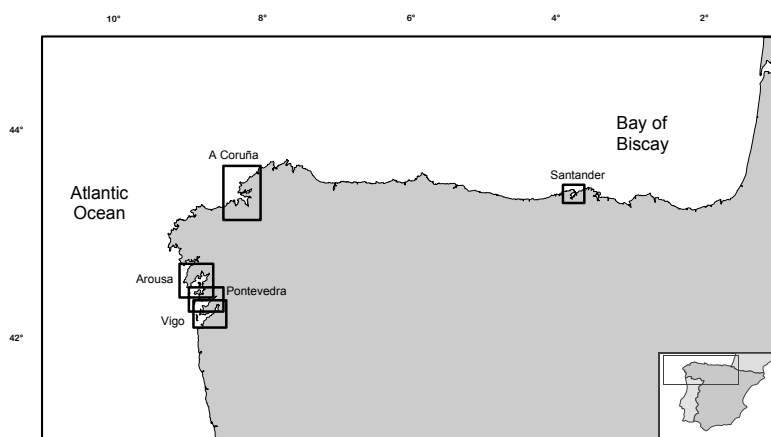 10° 8° 6° 4° 2°
44°
Bay of
Biscay
A Coruña
Santander
Atlantic
Ocean
Arousa
Pontevedra
Vigo
42°